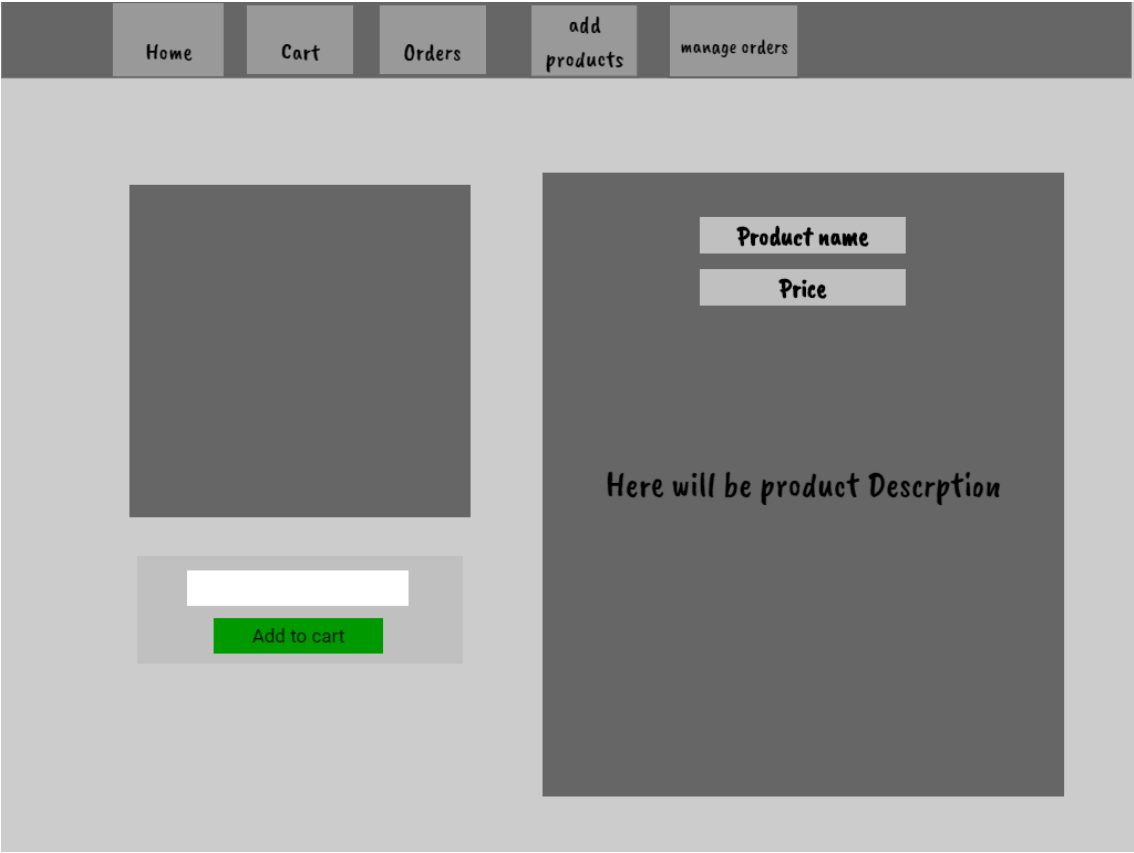 Home
Cart
Orders
add
products
manage orders
Product name
Price
Here will be product Descrption
Add to cart